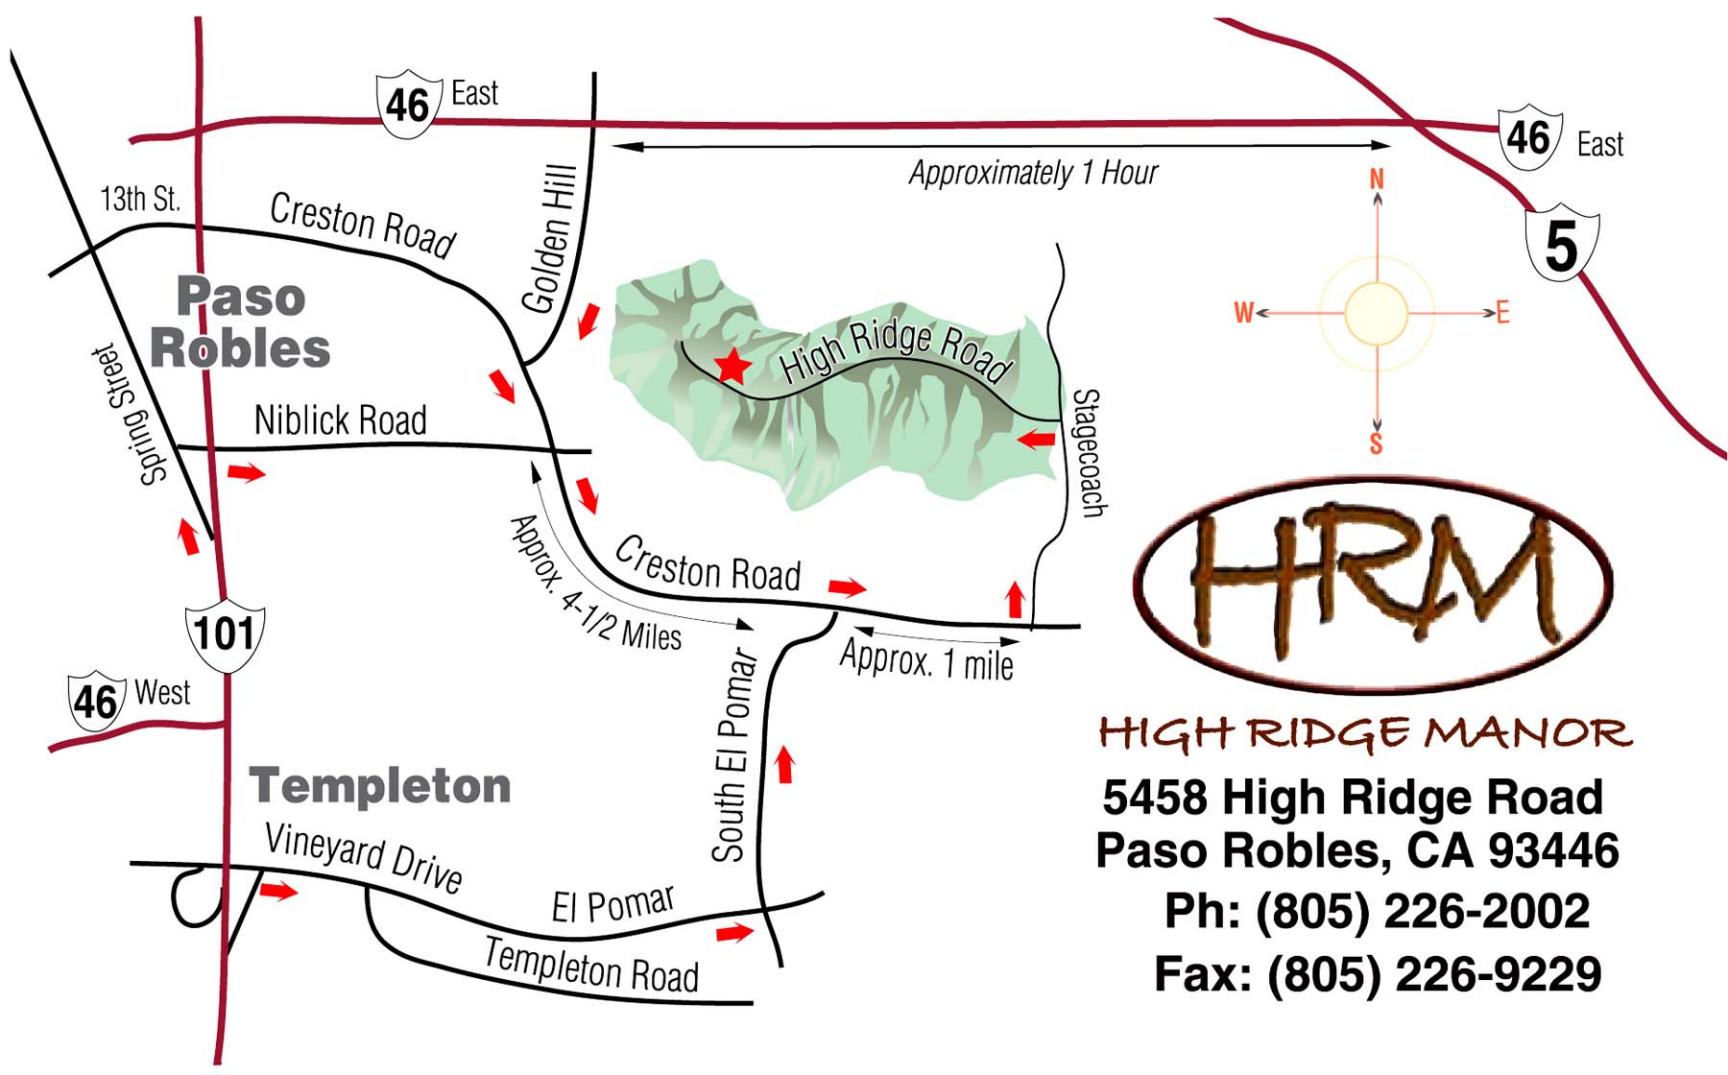 46 East
46 East
Approximately 1 Hour
N
13th St.
Creston Road
Golden Hill
5
Paso
Robles
W
E
High Ridge Road
Spring Street
Niblick Road
Stagecoach
S
HRM
Approx. 4-1/2 Miles
Creston Road
101
Approx. 1 mile
46 West
South El Pomar
HIGH RIDGE MANOR
Templeton
5458 High Ridge Road
Paso Robles, CA 93446
Vineyard Drive
El Pomar
Ph: (805) 226-2002
Templeton Road
Fax: (805) 226-9229